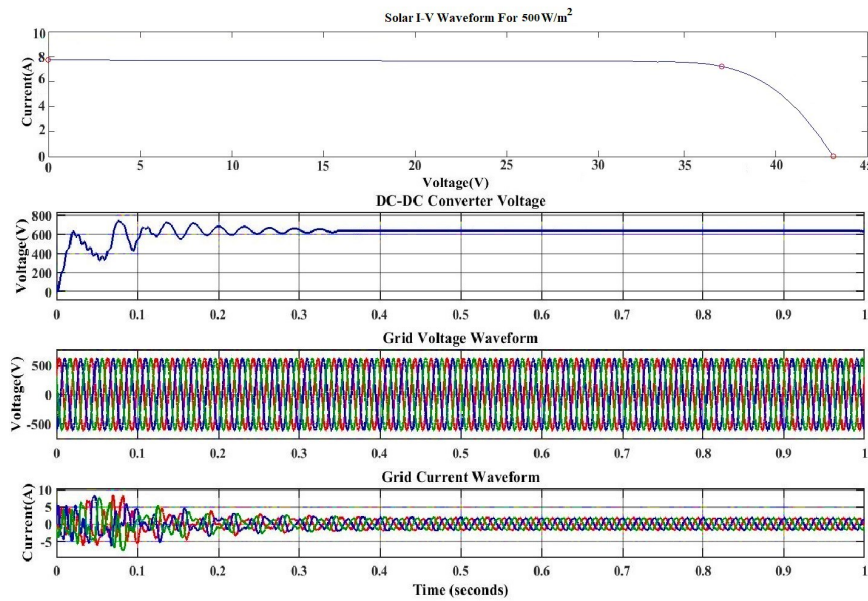 Solar I-V Waveform For 500W/m²
10
8
6
4
2
0
Current(A)
0 5 10 15 20 25 30 35 40 45
Voltage(V)
DC-DC Converter Voltage
800
600
400
200
0
Voltage(V)
0 0.1 0.2 0.3 0.4 0.5 0.6 0.7 0.8 0.9 1
Grid Voltage Waveform
500
0
-500
Voltage(V)
0 0.1 0.2 0.3 0.4 0.5 0.6 0.7 0.8 0.9 1
Grid Current Waveform
10
5
0
-5
Current(A)
0 0.1 0.2 0.3 0.4 0.5 0.6 0.7 0.8 0.9 1
Time (seconds)